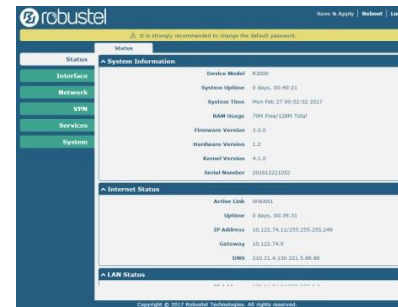 robustel
Save & Apply | Reboot |
It is strongly recommended to change the default password.
Status
Status
Interface
Network
VPN
Services
System
^ System Information
Device Model R3000
System Uptime 0 days, 00:40:21
System Time Mon Feb 27 09:52:52 2017
RAM Usage 79M Free/128M Total
Firmware Version 3.0.0
Hardware Version 1.2
Kernel Version 4.1.0
Serial Number 201612221052
^ Internet Status
Active Link WWAN1
Uptime 0 days, 00:39:31
IP Address 10.122.74.11/255.255.255.248
Gateway 10.122.74.9
DNS 210.21.4.130 221.5.88.88
^ LAN Status
Copyright © 2017 Robustel Technologies. All rights reserved.